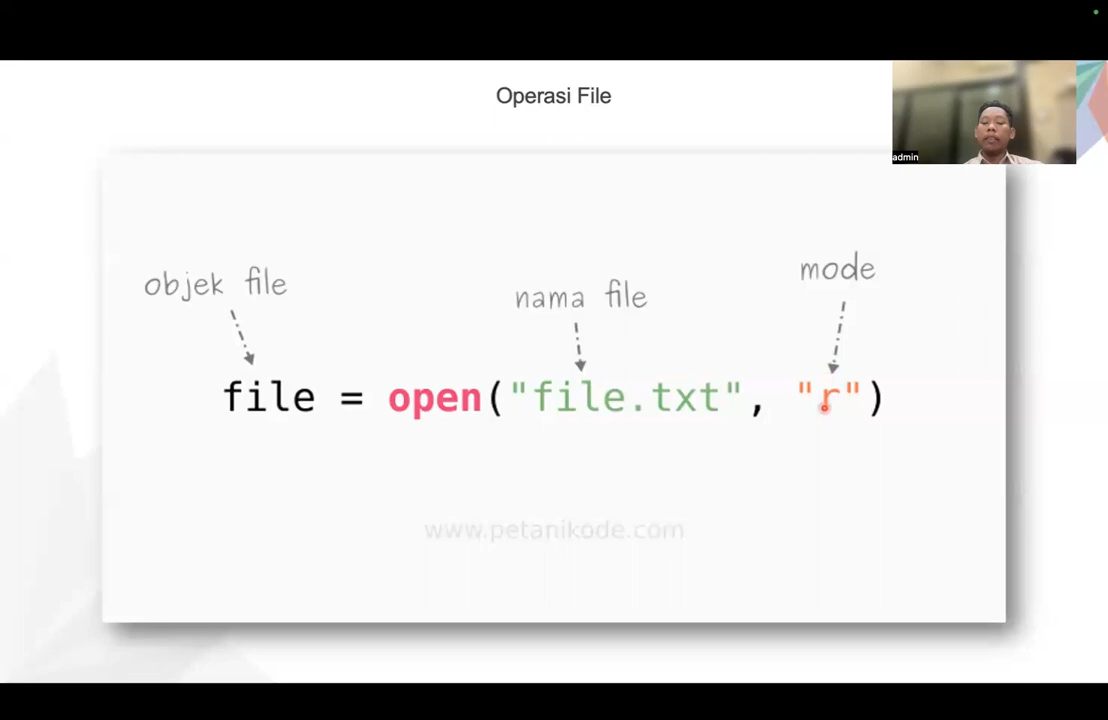 Operasi File
admin
objek file
nama file
mode
file = open("file.txt", "r")
www.petanikode.com